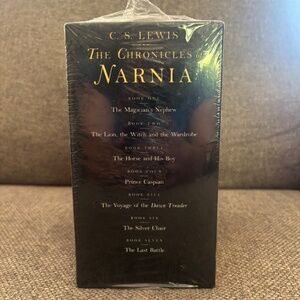 C. S. LEWIS
THE CHRONICLES of
NARNIA
BOOK ONE
The Magician's Nephew
BOOK TWO
The Lion, the Witch and the Wardrobe
BOOK THREE
The Horse and His Boy
BOOK FOUR
Prince Caspian
BOOK FIVE
The Voyage of the Dawn Treader
BOOK SIX
The Silver Chair
BOOK SEVEN
The Last Battle